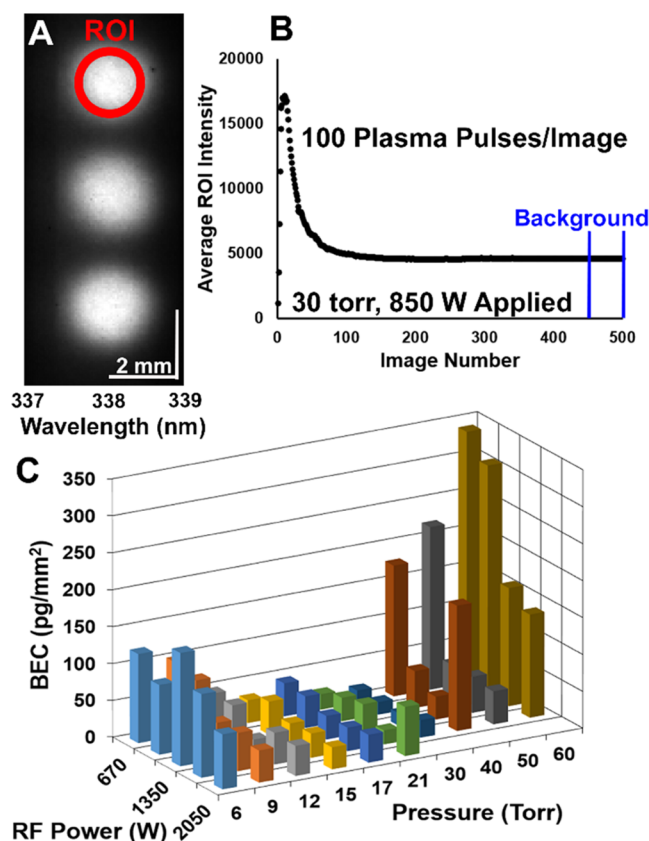 A
ROI
2 mm
337 338 339
Wavelength (nm)
B
20000
15000
10000
5000
0
Average ROI Intensity
100 Plasma Pulses/Image
Background
30 torr, 850 W Applied
0 100 200 300 400 500
Image Number
C
350
300
250
200
150
100
50
0
BEC (pg/mm²)
670
1350
2050
RF Power (W)
6 9 12 15 17 21 30 40 50 60
Pressure (Torr)